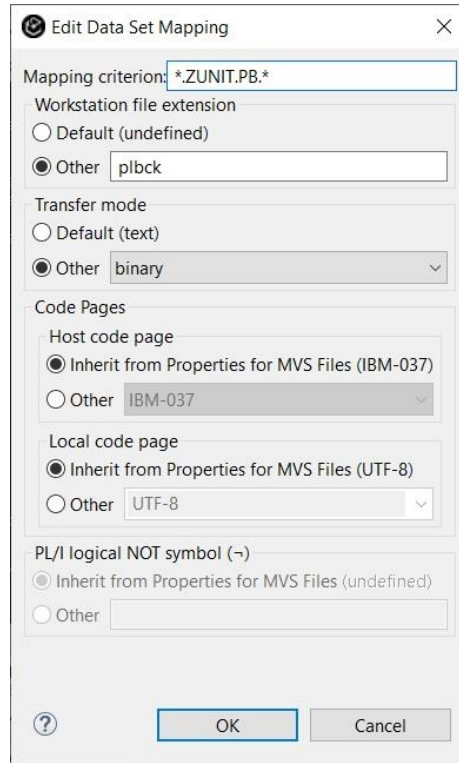 Edit Data Set Mapping
Mapping criterion: *.ZUNIT.PB.*
Workstation file extension
Default (undefined)
Other plbck
Transfer mode
Default (text)
Other binary
Code Pages
Host code page
Inherit from Properties for MVS Files (IBM-037)
Other IBM-037
Local code page
Inherit from Properties for MVS Files (UTF-8)
Other UTF-8
PL/I logical NOT symbol (¬)
Inherit from Properties for MVS Files (undefined)
Other
?
OK Cancel